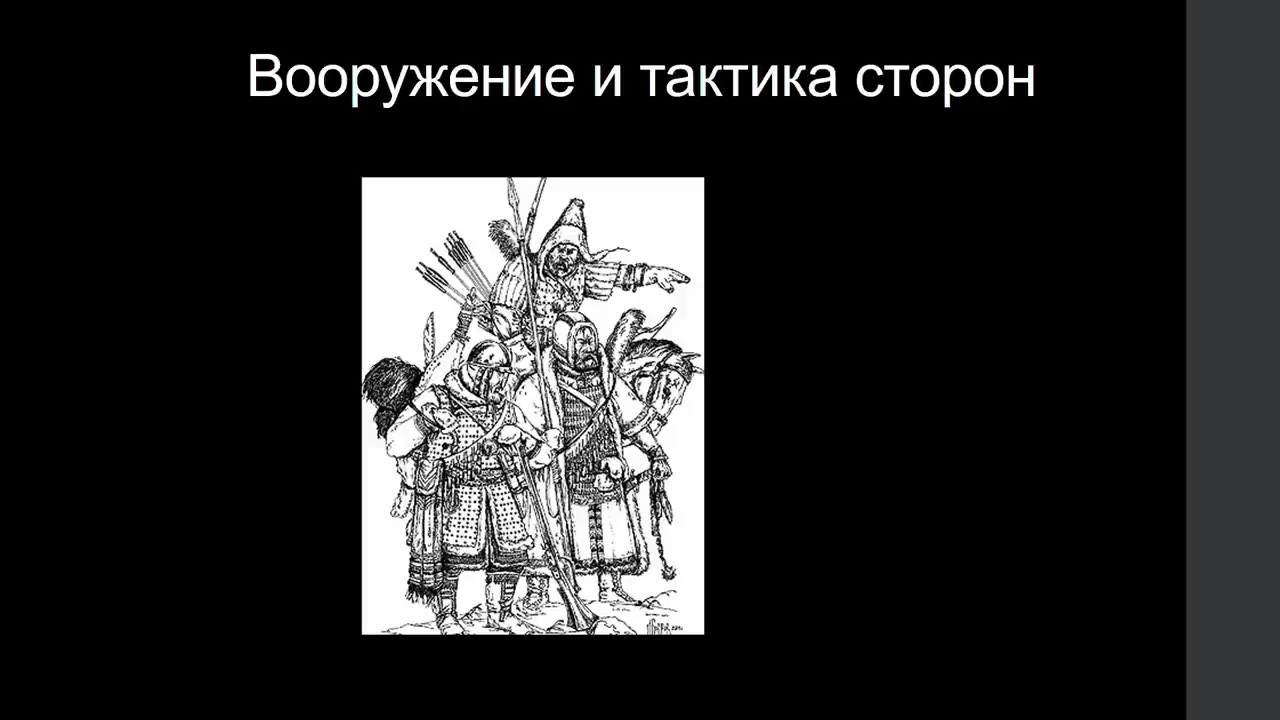 Вооружение и тактика сторон